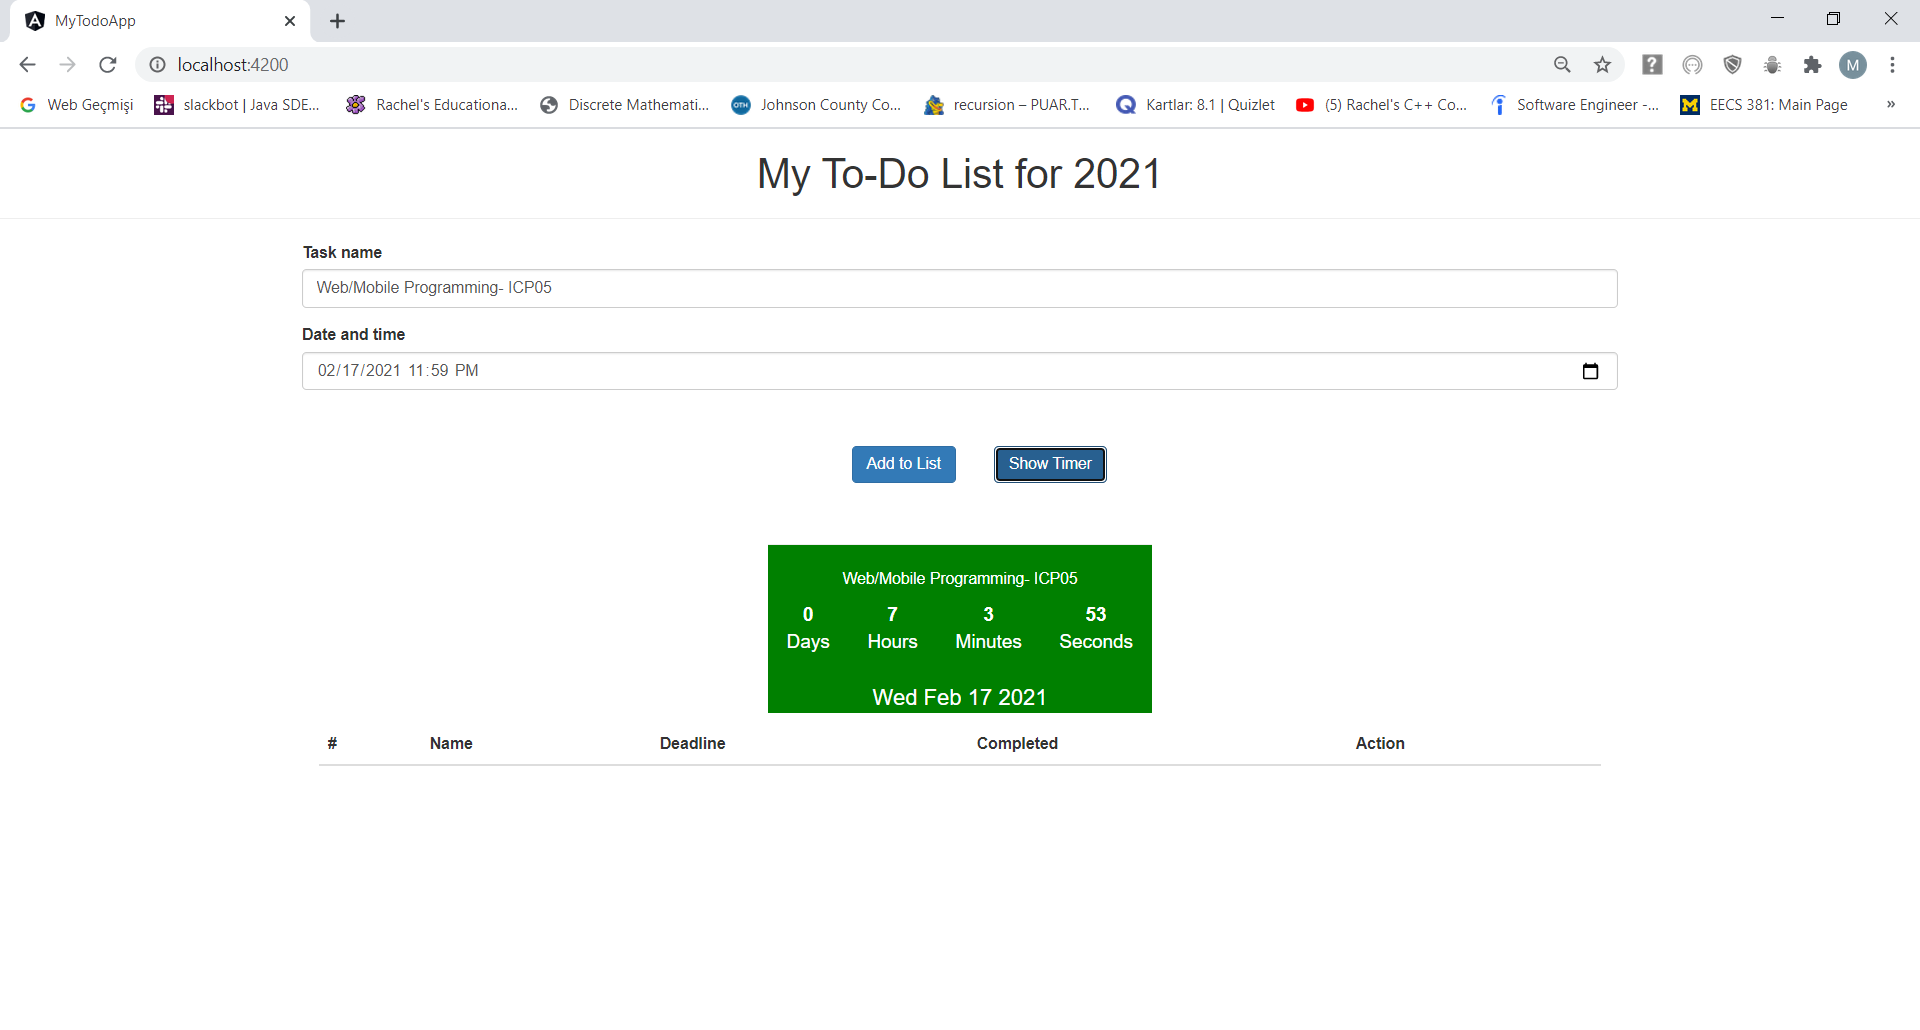 MyTodoApp
localhost:4200
M
Web Geçmişi slackbot | Java SDE... Rachel's Educationa... Discrete Mathemati... OTH Johnson County Co... recursion – PUAR.T... Kartlar: 8.1 | Quizlet (5) Rachel's C++ Co... Software Engineer -... M EECS 381: Main Page »
My To-Do List for 2021
Task name
Web/Mobile Programming- ICP05
Date and time
02/17/2021 11:59 PM
Add to List Show Timer
Web/Mobile Programming- ICP05
0 7 3 53
Days Hours Minutes Seconds
Wed Feb 17 2021
# Name Deadline Completed Action